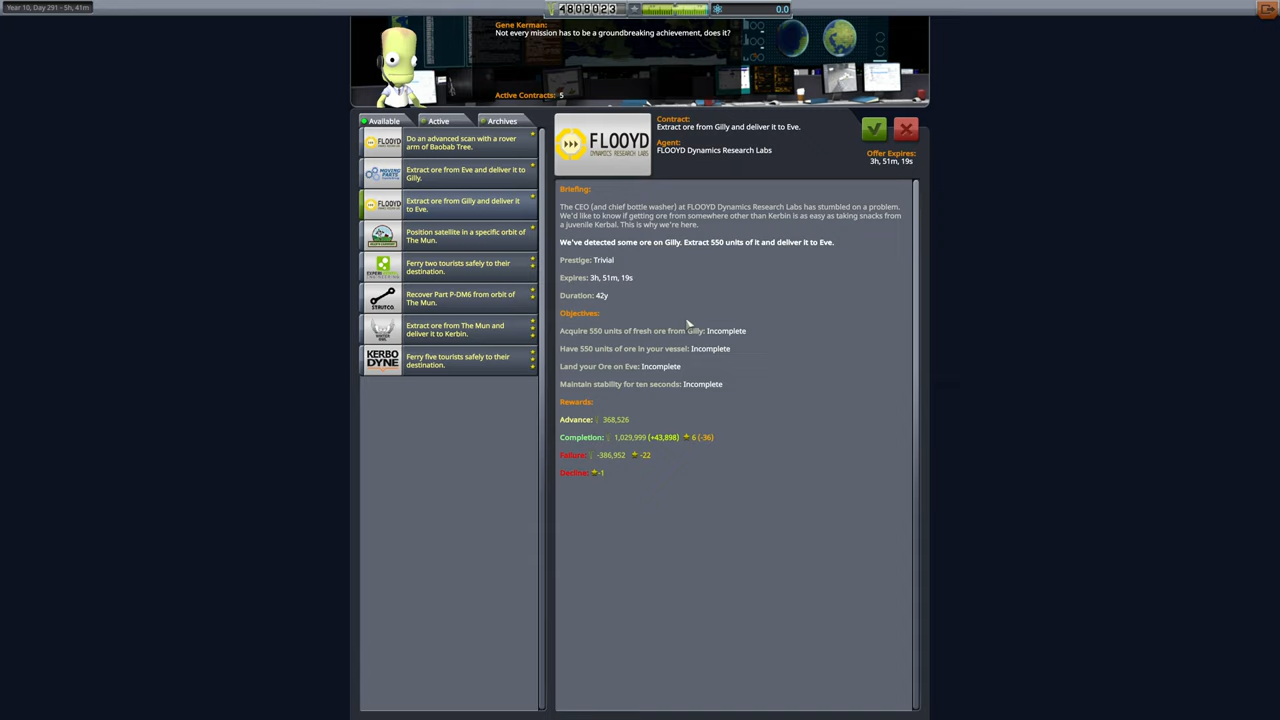 Year 10, Day 291 - 5h, 41m
4808023
0.0
Gene Kerman:
Not every mission has to be a groundbreaking achievement, does it?
Active Contracts: 5
Available
Active
Archives
FLOOYD
Do an advanced scan with a rover
arm of Baobab Tree.
MOVING PARTS
Extract ore from Eve and deliver it to
Gilly.
FLOOYD
Extract ore from Gilly and deliver it
to Eve.
Position satellite in a specific orbit of
The Mun.
Ferry two tourists safely to their
destination.
STRUTCO
Recover Part P-DM6 from orbit of
The Mun.
Extract ore from The Mun and
deliver it to Kerbin.
KERBO
DYNE
Ferry five tourists safely to their
destination.
FLOOYD
DYNAMICS RESEARCH LABS
Contract:
Extract ore from Gilly and deliver it to Eve.
Agent:
FLOOYD Dynamics Research Labs
Offer Expires:
3h, 51m, 19s
Briefing:
The CEO (and chief bottle washer) at FLOOYD Dynamics Research Labs has stumbled on a problem.
We'd like to know if getting ore from somewhere other than Kerbin is as easy as taking snacks from
a juvenile Kerbal. This is why we're here.
We've detected some ore on Gilly. Extract 550 units of it and deliver it to Eve.
Prestige: Trivial
Expires: 3h, 51m, 19s
Duration: 42y
Objectives:
Acquire 550 units of fresh ore from Gilly: Incomplete
Have 550 units of ore in your vessel: Incomplete
Land your Ore on Eve: Incomplete
Maintain stability for ten seconds: Incomplete
Rewards:
Advance: 368,526
Completion: 1,029,999 (+43,898) 6 (-36)
Failure: -386,952 -22
Decline: -1